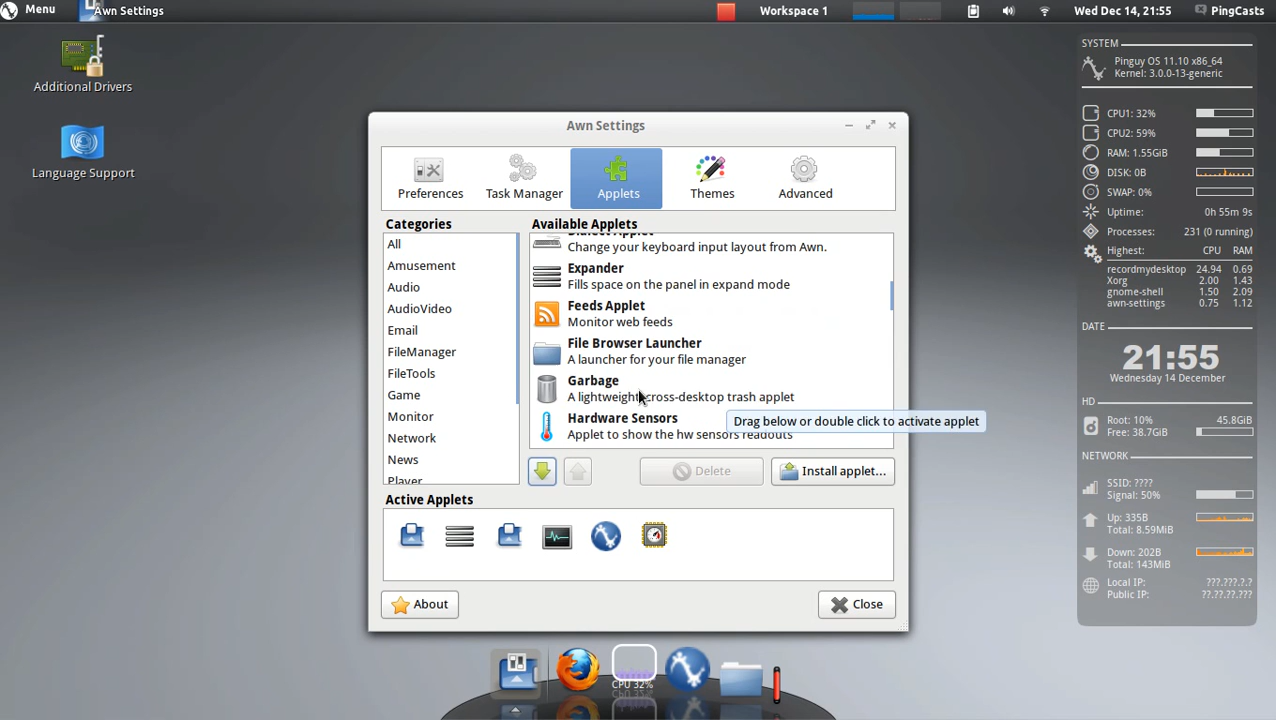 Menu
Awn Settings
Workspace 1
Wed Dec 14, 21:55
PingCasts
Additional Drivers
Language Support
Awn Settings
Preferences
Task Manager
Applets
Themes
Advanced
Categories
All
Amusement
Audio
AudioVideo
Email
FileManager
FileTools
Game
Monitor
Network
News
Player
Available Applets
Change your keyboard input layout from Awn.
Expander
Fills space on the panel in expand mode
Feeds Applet
Monitor web feeds
File Browser Launcher
A launcher for your file manager
Garbage
A lightweight cross-desktop trash applet
Hardware Sensors
Applet to show the hw sensors readouts
Drag below or double click to activate applet
Delete
Install applet...
Active Applets
About
Close
CPU 32%
SYSTEM
Pinguy OS 11.10 x86_64
Kernel: 3.0.0-13-generic
CPU1: 32%
CPU2: 59%
RAM: 1.55GiB
DISK: 0B
SWAP: 0%
Uptime: 0h 55m 9s
Processes: 231 (0 running)
Highest: CPU RAM
recordmydesktop 24.94 0.69
Xorg 2.00 1.43
gnome-shell 1.50 2.09
awn-settings 0.75 1.12
DATE
21:55
Wednesday 14 December
HD
Root: 10% 45.8GiB
Free: 38.7GiB
NETWORK
SSID: ????
Signal: 50%
Up: 335B
Total: 8.59MiB
Down: 202B
Total: 143MiB
Local IP: ???.???.?.?
Public IP: ??.??.??.???